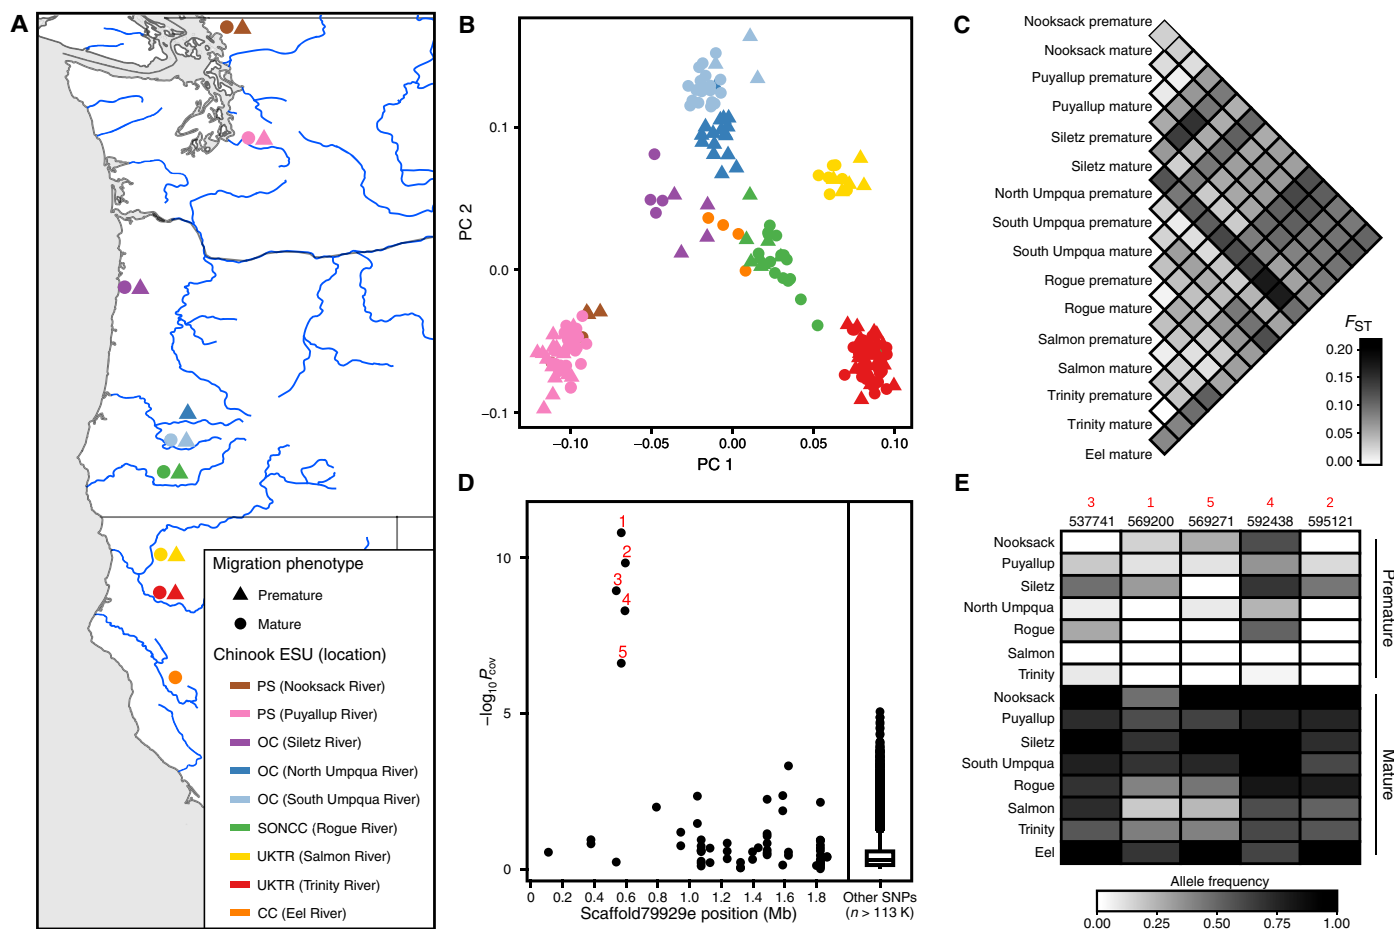 A
Migration phenotype
Premature
Mature
Chinook ESU (location)
PS (Nooksack River)
PS (Puyallup River)
OC (Siletz River)
OC (North Umpqua River)
OC (South Umpqua River)
SONCC (Rogue River)
UKTR (Salmon River)
UKTR (Trinity River)
CC (Eel River)
B
PC 2
0.1
0.0
−0.1
−0.10
−0.05
0.00
0.05
0.10
PC 1
C
Nooksack premature
Nooksack mature
Puyallup premature
Puyallup mature
Siletz premature
Siletz mature
North Umpqua premature
South Umpqua premature
South Umpqua mature
Rogue premature
Rogue mature
Salmon premature
Salmon mature
Trinity premature
Trinity mature
Eel mature
FST
0.20
0.15
0.10
0.05
0.00
D
−log10Pcov
10
5
0
1
2
3
4
5
0 0.2 0.4 0.6 0.8 1.0 1.2 1.4 1.6 1.8
Scaffold79929e position (Mb)
Other SNPs
(n > 113 K)
E
3 1 5 4 2
537741 569200 569271 592438 595121
Nooksack
Puyallup
Siletz
North Umpqua
Rogue
Salmon
Trinity
Premature
Nooksack
Puyallup
Siletz
South Umpqua
Rogue
Salmon
Trinity
Eel
Mature
Allele frequency
0.00 0.25 0.50 0.75 1.00